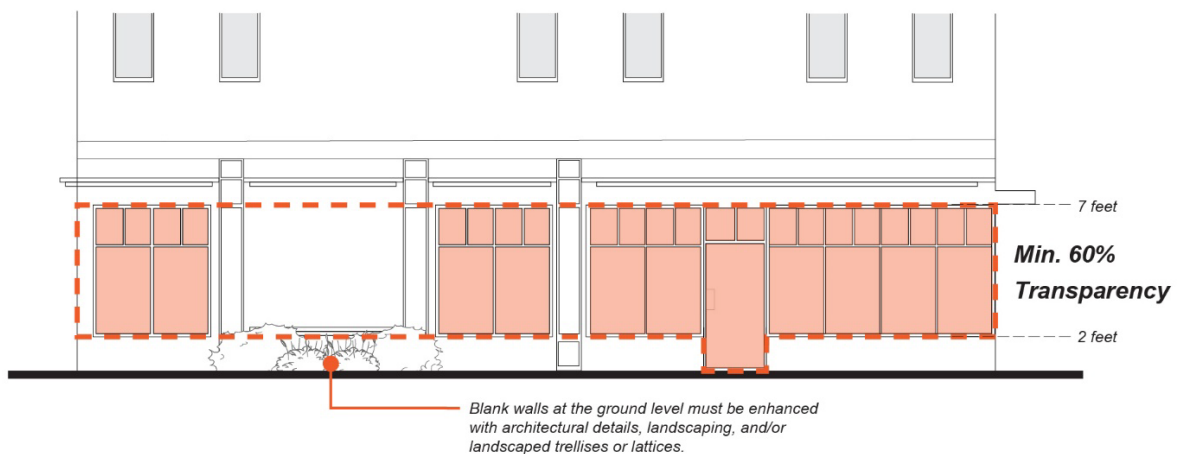 7 feet
Min. 60%
Transparency
2 feet
Blank walls at the ground level must be enhanced
with architectural details, landscaping, and/or
landscaped trellises or lattices.